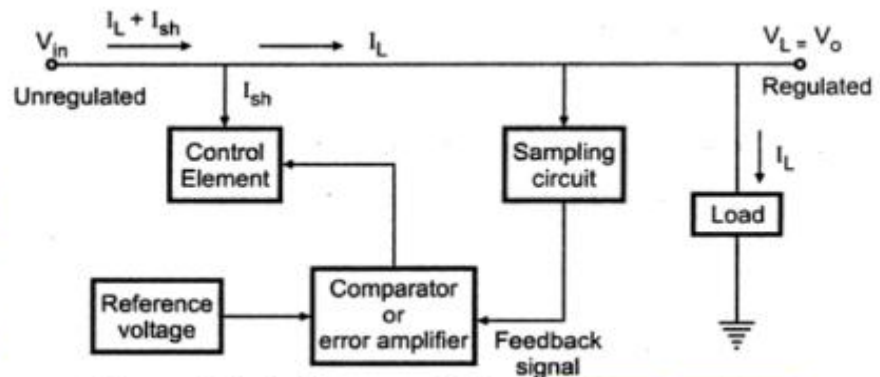 I_L + I_sh
I_L
V_in
V_L = V_o
Unregulated
I_sh
Regulated
Control
Element
Sampling
circuit
I_L
Load
Reference
voltage
Comparator
or
error amplifier
Feedback
signal